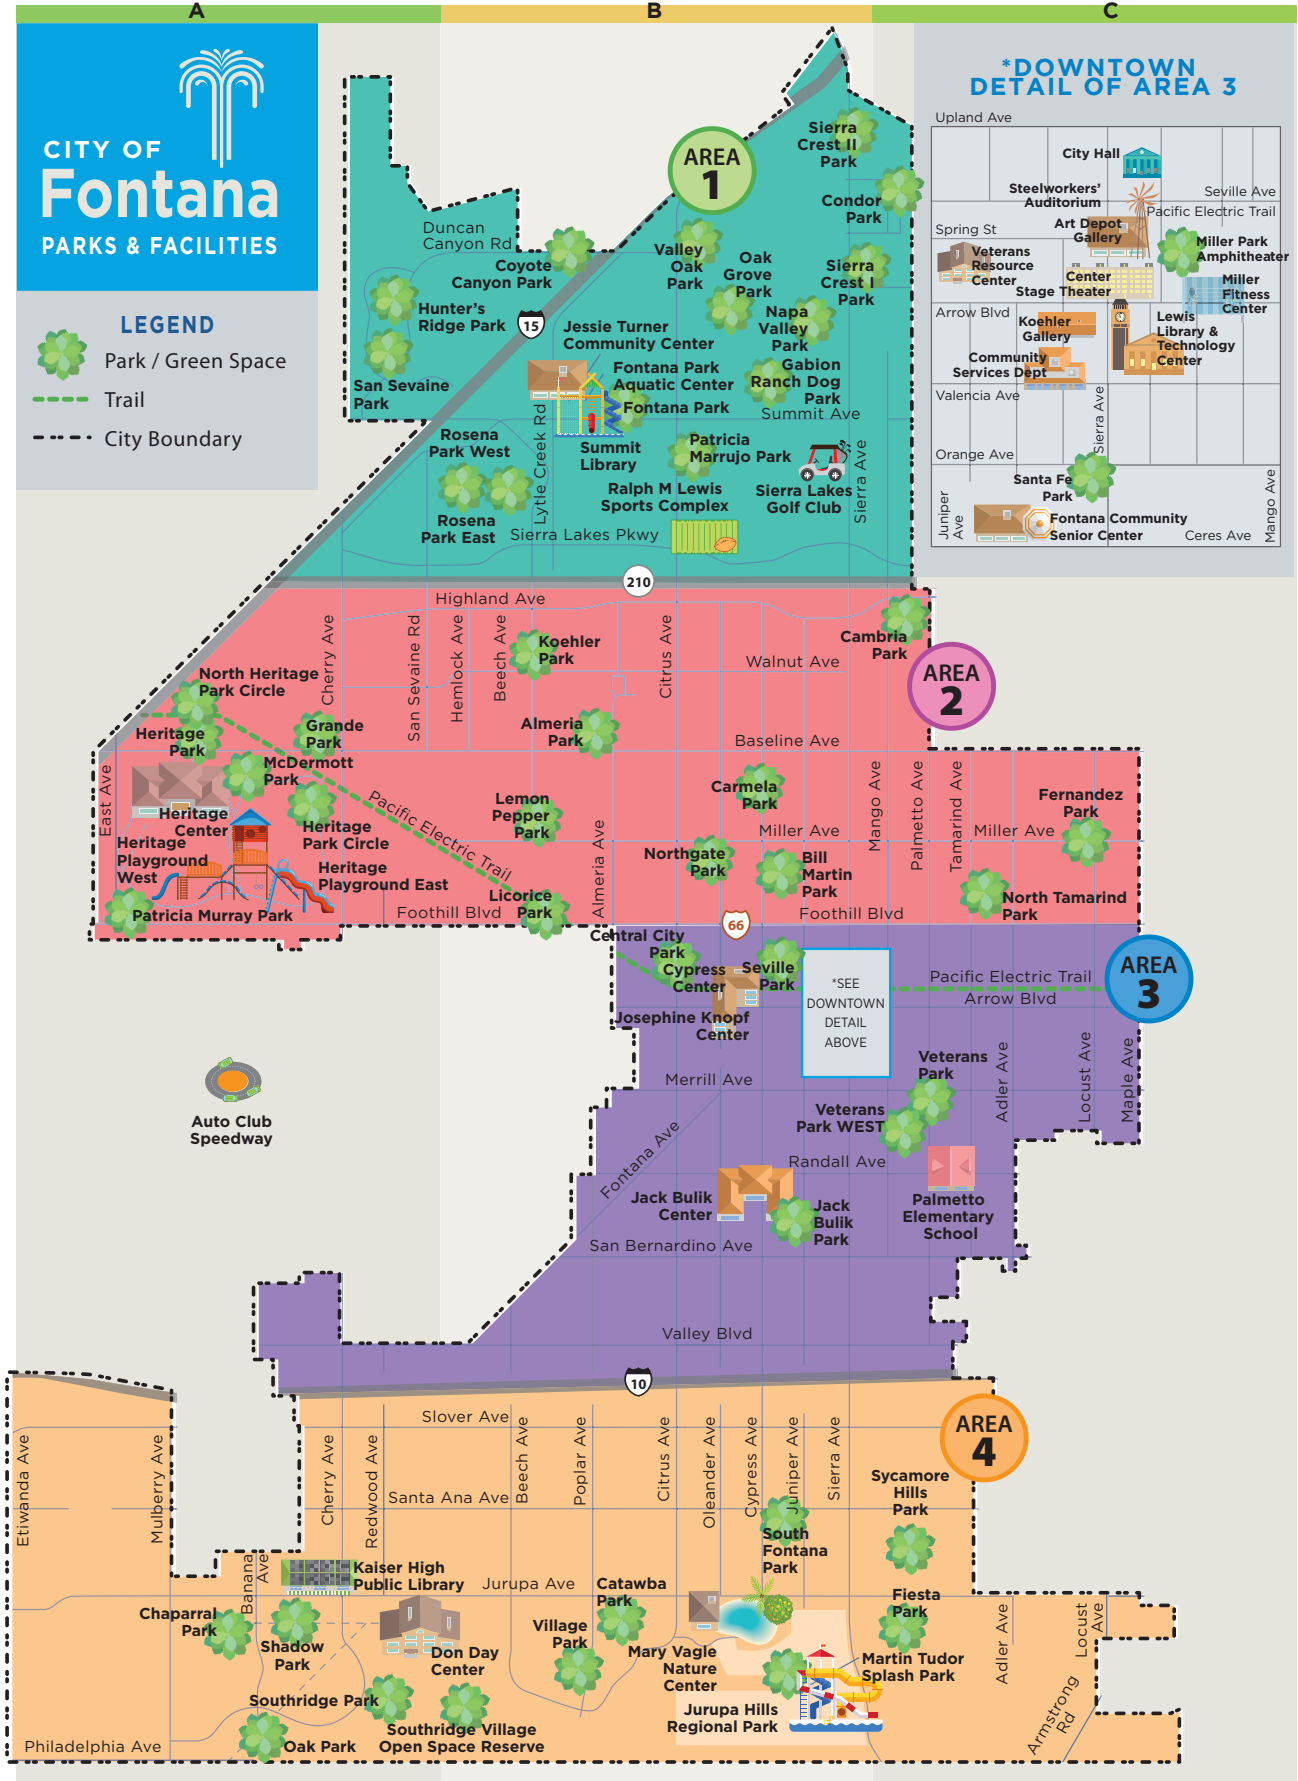 A
B
C
CITY OF
Fontana
PARKS & FACILITIES
LEGEND
Park / Green Space
Trail
City Boundary
*DOWNTOWN
DETAIL OF AREA 3
Upland Ave
City Hall
Steelworkers'
Auditorium
Seville Ave
Pacific Electric Trail
Art Depot
Gallery
Spring St
Miller Park
Amphitheater
Veterans
Resource
Center
Center
Stage Theater
Miller
Fitness
Center
Arrow Blvd
Koehler
Gallery
Lewis
Library &
Technology
Center
Community
Services Dept
Valencia Ave
Sierra Ave
Orange Ave
Santa Fe
Park
Juniper
Ave
Mango Ave
Fontana Community
Senior Center
Ceres Ave
AREA
1
Sierra
Crest II
Park
Condor
Park
Duncan
Canyon Rd
Coyote
Canyon Park
Valley
Oak
Park
Oak
Grove
Park
Sierra
Crest I
Park
Hunter's
Ridge Park
15
Napa
Valley
Park
Jessie Turner
Community Center
San Sevaine
Park
Fontana Park
Aquatic Center
Gabion
Ranch Dog
Park
Fontana Park
Summit Ave
Rosena
Park West
Lytle Creek Rd
Summit
Library
Patricia
Marrujo Park
Sierra Ave
Ralph M Lewis
Sports Complex
Sierra Lakes
Golf Club
Rosena
Park East
Sierra Lakes Pkwy
210
Highland Ave
Cherry Ave
San Sevaine Rd
Hemlock Ave
Beech Ave
Koehler
Park
Citrus Ave
Cambria
Park
Walnut Ave
AREA
2
North Heritage
Park Circle
Heritage
Park
Grande
Park
Almeria
Park
Baseline Ave
East Ave
McDermott
Park
Pacific Electric Trail
Carmela
Park
Mango Ave
Palmetto Ave
Tamarind Ave
Fernandez
Park
Heritage
Center
Heritage
Park Circle
Lemon
Pepper
Park
Miller Ave
Miller Ave
Heritage
Playground
West
Heritage
Playground East
Almeria Ave
Northgate
Park
Bill
Martin
Park
Licorice
Park
North Tamarind
Park
Patricia Murray Park
Foothill Blvd
Foothill Blvd
66
Central City
Park
Cypress
Center
Seville
Park
*SEE
DOWNTOWN
DETAIL
ABOVE
Pacific Electric Trail
Arrow Blvd
AREA
3
Josephine Knopf
Center
Auto Club
Speedway
Merrill Ave
Veterans
Park
Adler Ave
Locust Ave
Maple Ave
Veterans
Park WEST
Fontana Ave
Randall Ave
Jack Bulik
Center
Jack
Bulik
Park
Palmetto
Elementary
School
San Bernardino Ave
Valley Blvd
10
Slover Ave
AREA
4
Etiwanda Ave
Mulberry Ave
Cherry Ave
Redwood Ave
Beech Ave
Poplar Ave
Citrus Ave
Oleander Ave
Cypress Ave
Juniper Ave
Sierra Ave
Santa Ana Ave
Sycamore
Hills
Park
South
Fontana
Park
Banana
Ave
Kaiser High
Public Library
Jurupa Ave
Catawba
Park
Fiesta
Park
Chaparral
Park
Shadow
Park
Don Day
Center
Village
Park
Mary Vagle
Nature
Center
Martin Tudor
Splash Park
Adler Ave
Locust
Ave
Southridge Park
Southridge Village
Open Space Reserve
Jurupa Hills
Regional Park
Armstrong
Rd
Philadelphia Ave
Oak Park